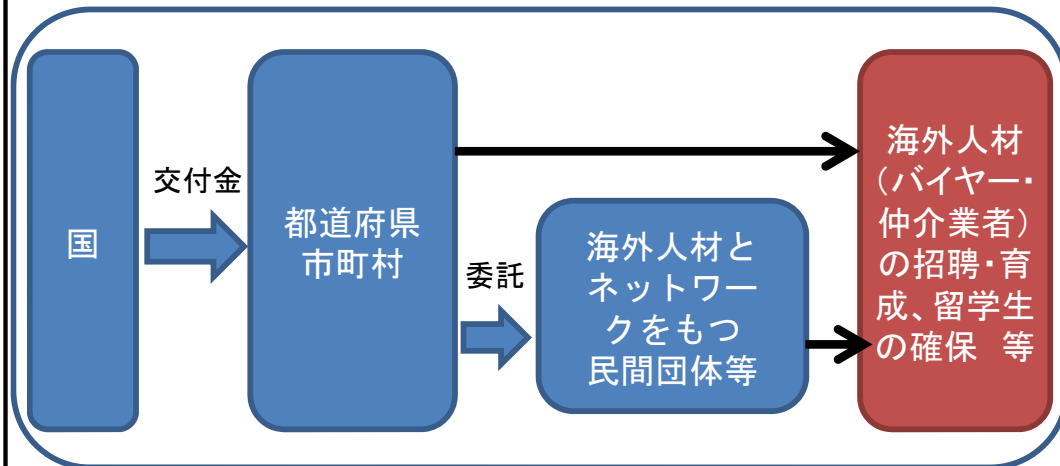 国
交付金
都道府県
市町村
委託
海外人材と
ネットワー
クをもつ
民間団体等
海外人材
（バイヤー・
仲介業者）
の招聘・育
成、留学生
の確保　等